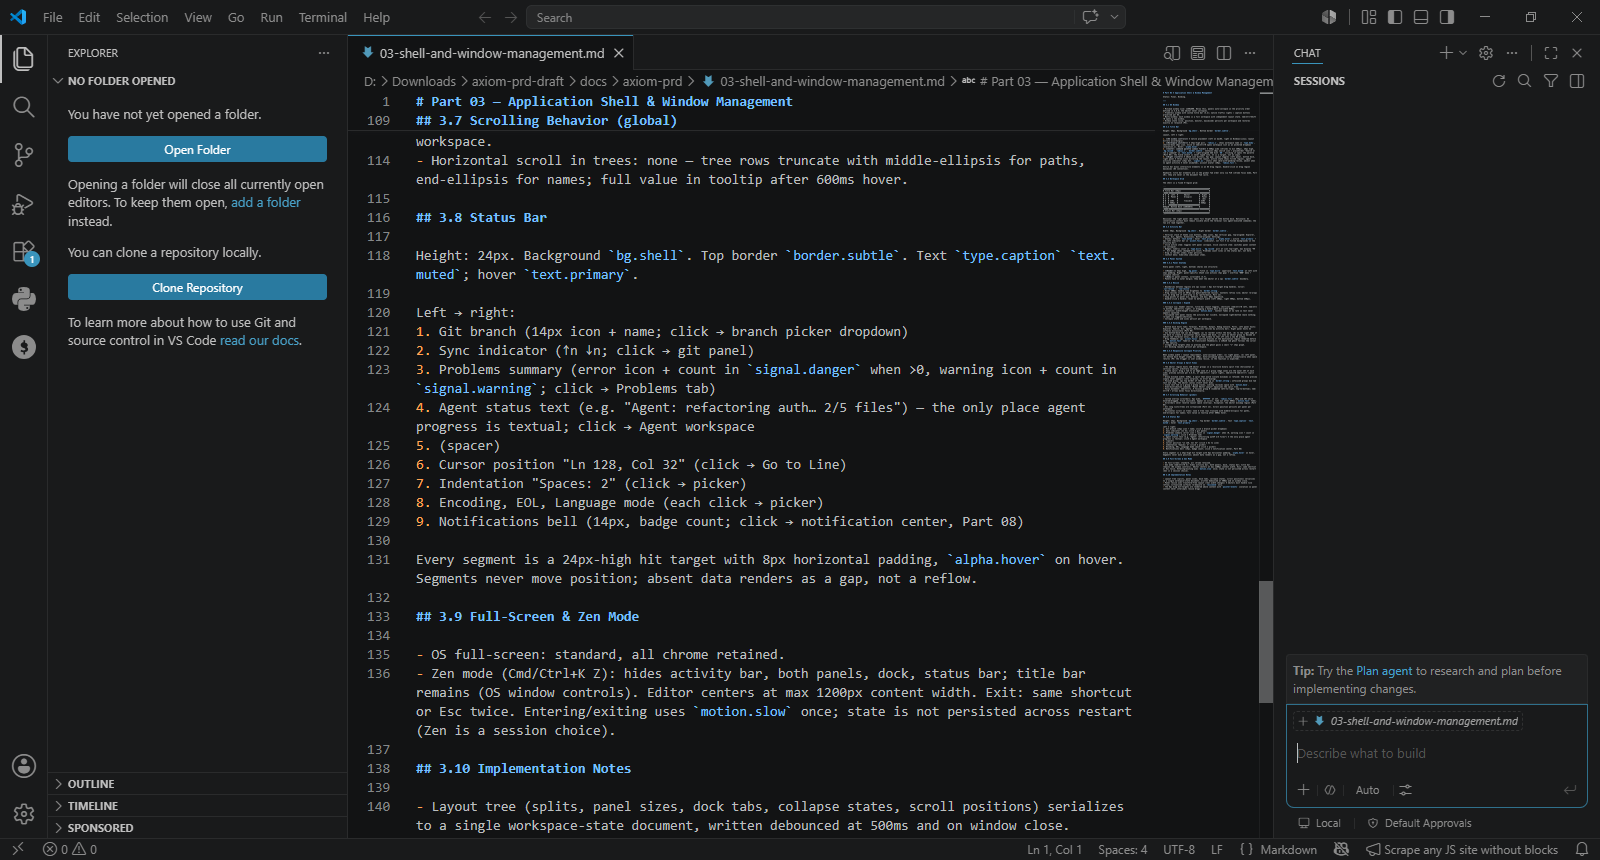 File Edit Selection View Go Run Terminal Help
Search
EXPLORER
NO FOLDER OPENED
You have not yet opened a folder.
Open Folder
Opening a folder will close all currently open
editors. To keep them open, add a folder
instead.
You can clone a repository locally.
Clone Repository
To learn more about how to use Git and
source control in VS Code read our docs.
1
OUTLINE
TIMELINE
SPONSORED
03-shell-and-window-management.md
D: > Downloads > axiom-prd-draft > docs > axiom-prd > 03-shell-and-window-management.md > abc # Part 03 — Application Shell & Window Managem
1 # Part 03 — Application Shell & Window Management
109 ## 3.7 Scrolling Behavior (global)
workspace.
114 - Horizontal scroll in trees: none — tree rows truncate with middle-ellipsis for paths,
end-ellipsis for names; full value in tooltip after 600ms hover.
115
116 ## 3.8 Status Bar
117
118 Height: 24px. Background `bg.shell`. Top border `border.subtle`. Text `type.caption` `text.
muted`; hover `text.primary`.
119
120 Left → right:
121 1. Git branch (14px icon + name; click → branch picker dropdown)
122 2. Sync indicator (↑n ↓n; click → git panel)
123 3. Problems summary (error icon + count in `signal.danger` when >0, warning icon + count in
`signal.warning`; click → Problems tab)
124 4. Agent status text (e.g. "Agent: refactoring auth… 2/5 files") — the only place agent
progress is textual; click → Agent workspace
125 5. (spacer)
126 6. Cursor position "Ln 128, Col 32" (click → Go to Line)
127 7. Indentation "Spaces: 2" (click → picker)
128 8. Encoding, EOL, Language mode (each click → picker)
129 9. Notifications bell (14px, badge count; click → notification center, Part 08)
130
131 Every segment is a 24px-high hit target with 8px horizontal padding, `alpha.hover` on hover.
Segments never move position; absent data renders as a gap, not a reflow.
132
133 ## 3.9 Full-Screen & Zen Mode
134
135 - OS full-screen: standard, all chrome retained.
136 - Zen mode (Cmd/Ctrl+K Z): hides activity bar, both panels, dock, status bar; title bar
remains (OS window controls). Editor centers at max 1200px content width. Exit: same shortcut
or Esc twice. Entering/exiting uses `motion.slow` once; state is not persisted across restart
(Zen is a session choice).
137
138 ## 3.10 Implementation Notes
139
140 - Layout tree (splits, panel sizes, dock tabs, collapse states, scroll positions) serializes
to a single workspace-state document, written debounced at 500ms and on window close.
CHAT
SESSIONS
Tip: Try the Plan agent to research and plan before
implementing changes.
03-shell-and-window-management.md
Describe what to build
Auto
Local Default Approvals
0 0 Ln 1, Col 1 Spaces: 4 UTF-8 LF { } Markdown Scrape any JS site without blocks